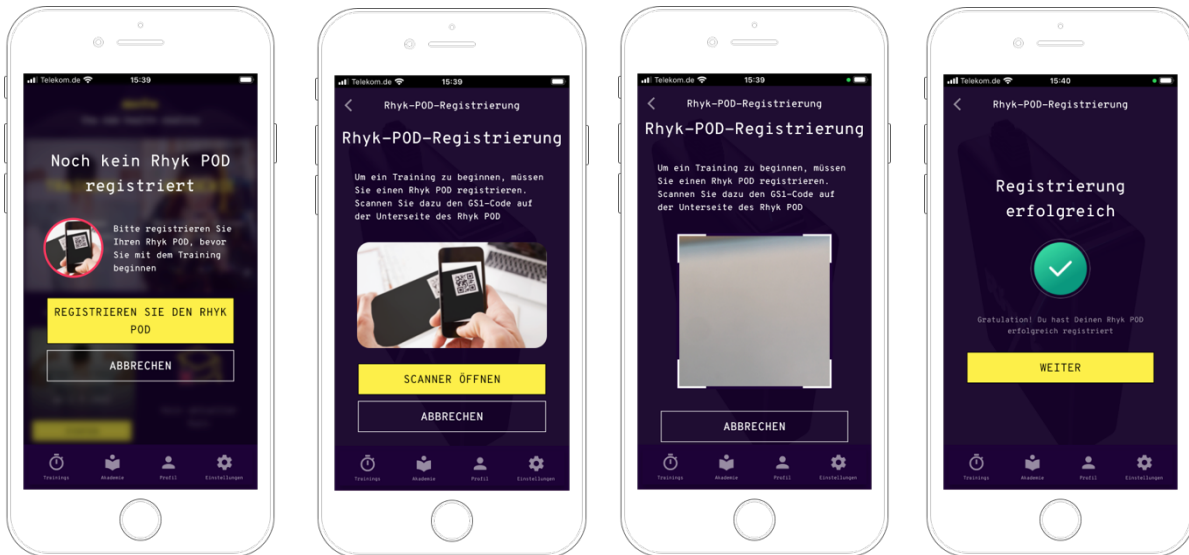 Telekom.de
15:39
Noch kein Rhyk POD
registriert
Bitte registrieren Sie
Ihren Rhyk POD, bevor
Sie mit dem Training
beginnen
REGISTRIEREN SIE DEN RHYK
POD
ABBRECHEN
Trainings
Akademie
Profil
Einstellungen
Telekom.de
15:39
Rhyk-POD-Registrierung
Rhyk-POD-Registrierung
Um ein Training zu beginnen, müssen
Sie einen Rhyk POD registrieren.
Scannen Sie dazu den GS1-Code auf
der Unterseite des Rhyk POD
SCANNER ÖFFNEN
ABBRECHEN
Trainings
Akademie
Profil
Einstellungen
Telekom.de
15:39
Rhyk-POD-Registrierung
Rhyk-POD-Registrierung
Um ein Training zu beginnen, müssen
Sie einen Rhyk POD registrieren.
Scannen Sie dazu den GS1-Code auf
der Unterseite des Rhyk POD
ABBRECHEN
Trainings
Akademie
Profil
Einstellungen
Telekom.de
15:40
Rhyk-POD-Registrierung
Registrierung
erfolgreich
Gratulation! Du hast Deinen Rhyk POD
erfolgreich registriert
WEITER
Trainings
Akademie
Profil
Einstellungen